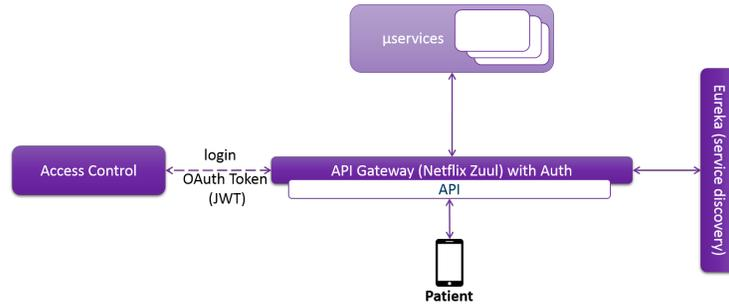 µservices
Eureka (service discovery)
login
Access Control
API Gateway (Netflix Zuul) with Auth
OAuth Token
(JWT)
API
Patient